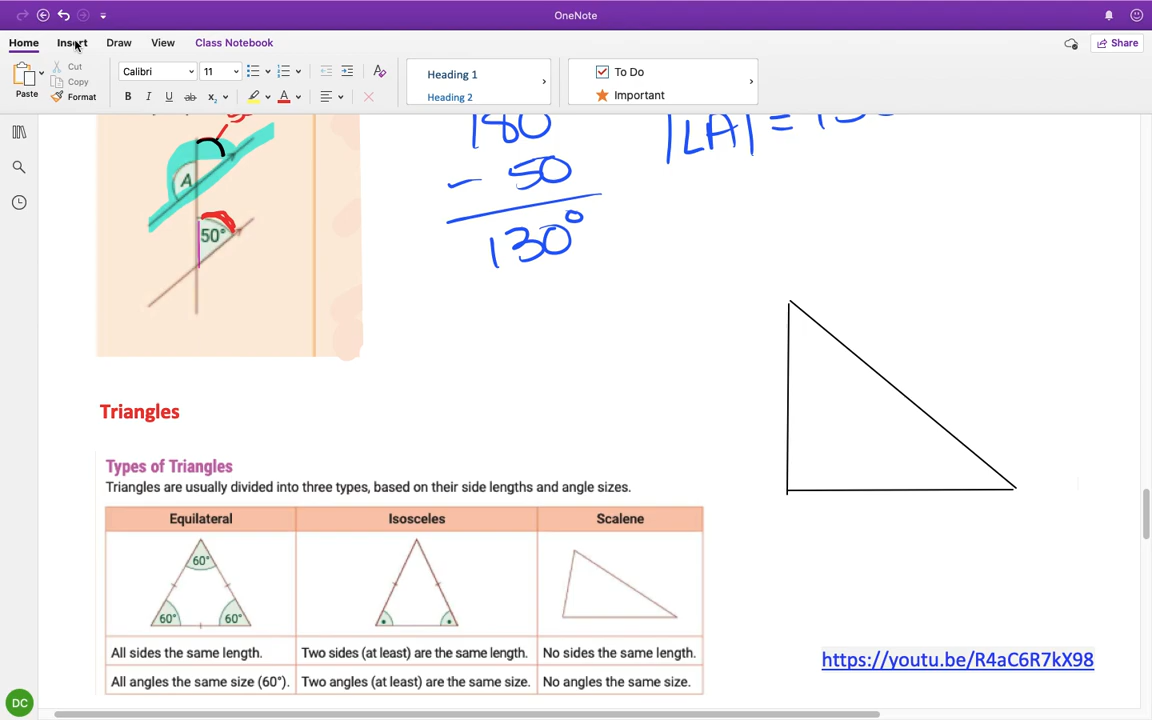 OneNote
Home Insert Draw View Class Notebook
Share
Paste
Cut
Copy
Format
Calibri 11
B I U ab x₂ A
Heading 1
Heading 2
To Do
Important
A
50°
180
- 50
130°
|∠A| =
Triangles
Types of Triangles
Triangles are usually divided into three types, based on their side lengths and angle sizes.
Equilateral Isosceles Scalene
60°
60° 60°
All sides the same length. Two sides (at least) are the same length. No sides the same length.
All angles the same size (60°). Two angles (at least) are the same size. No angles the same size.
https://youtu.be/R4aC6R7kX98
DC